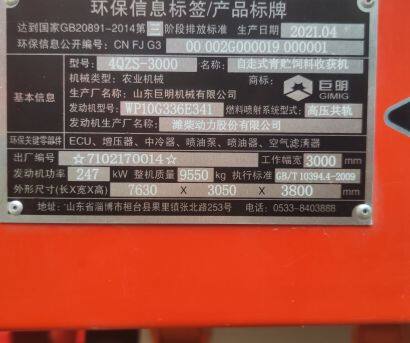 环保信息标签/产品标牌
达到国家GB20891-2014第三阶段排放标准 生产日期 2021.04
环保信息公开编号: CN FJ G3 00 002G000019 000001
型号: 4QZS-3000 名称: 自走式青贮饲料收获机
机械类型: 农业机械 商标: 巨明 GIMIG
基本信息 生产厂商名称: 山东巨明机械有限公司
发动机型号 WP10G336E341 燃料喷射系统型式: 高压共轨
发动机生产厂 潍柴动力股份有限公司
环保关键零部件 ECU、增压器、中冷器、喷油泵、喷油器、空气滤清器
出厂编号 ☆7102170014☆ 工作幅宽 3000 mm
发动机功率 247 kW 整机质量 9550 kg 执行标准 GB/T 10394.4-2009
外形尺寸(长X宽X高) 7630 X 3050 X 3800 mm
地址: 山东省淄博市桓台县果里镇张北路253号 电话: 0533-8403888